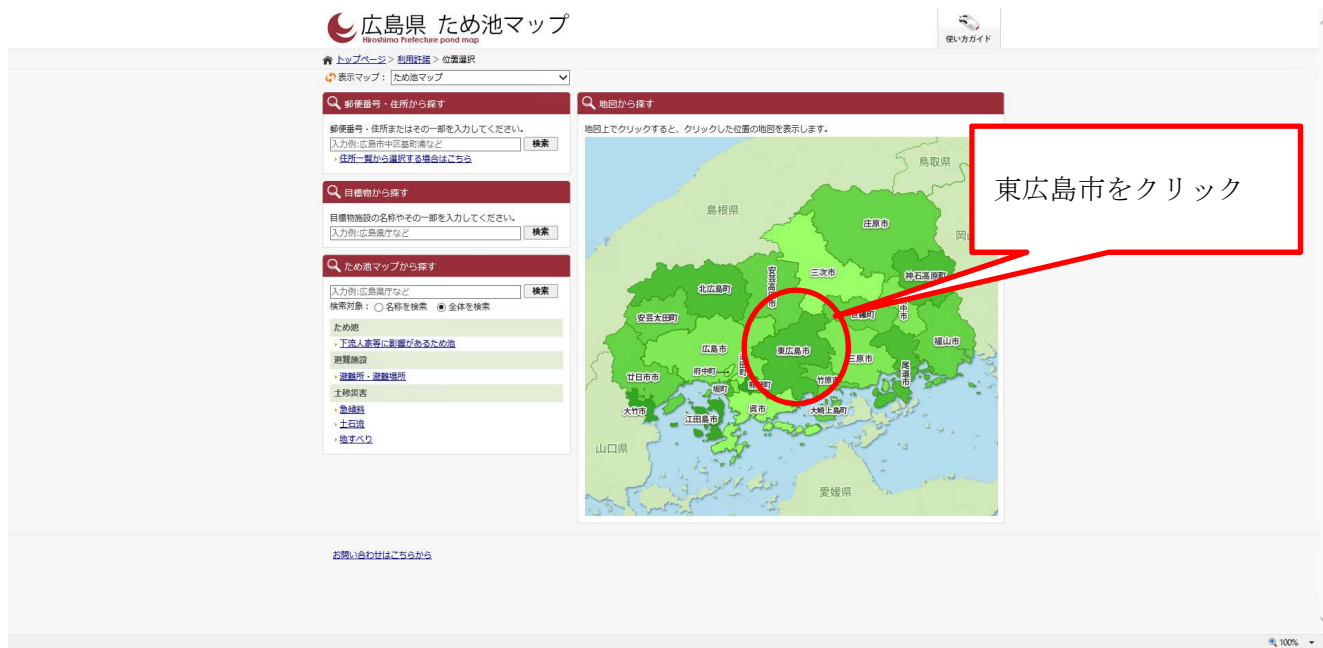 広島県 ため池マップ
Hiroshima Prefecture pond map
使い方ガイド
トップページ > 利用許諾 > 位置選択
表示マップ： ため池マップ
郵便番号・住所から探す
郵便番号・住所またはその一部を入力してください。
入力例:広島市中区基町浦など 検索
住所一覧から選択する場合はこちら
目標物から探す
目標物施設の名称やその一部を入力してください。
入力例:広島県庁など 検索
ため池マップから探す
入力例:広島県庁など 検索
検索対象： 名称を検索 全体を検索
ため池
下流人家等に影響があるため池
避難施設
避難所・避難場所
土砂災害
急傾斜
土石流
地すべり
地図から探す
地図上でクリックすると、クリックした位置の地図を表示します。
東広島市をクリック
鳥取県
島根県
庄原市
岡山
安芸高田市
三次市
神石高原町
北広島町
世羅町
中市
安芸太田町
広島市
東広島市
三原市
福山市
府中町
尾道市
廿日市市
坂町
竹原市
大竹市
江田島市
呉市
大崎上島町
山口県
愛媛県
お問い合わせはこちらから
100%